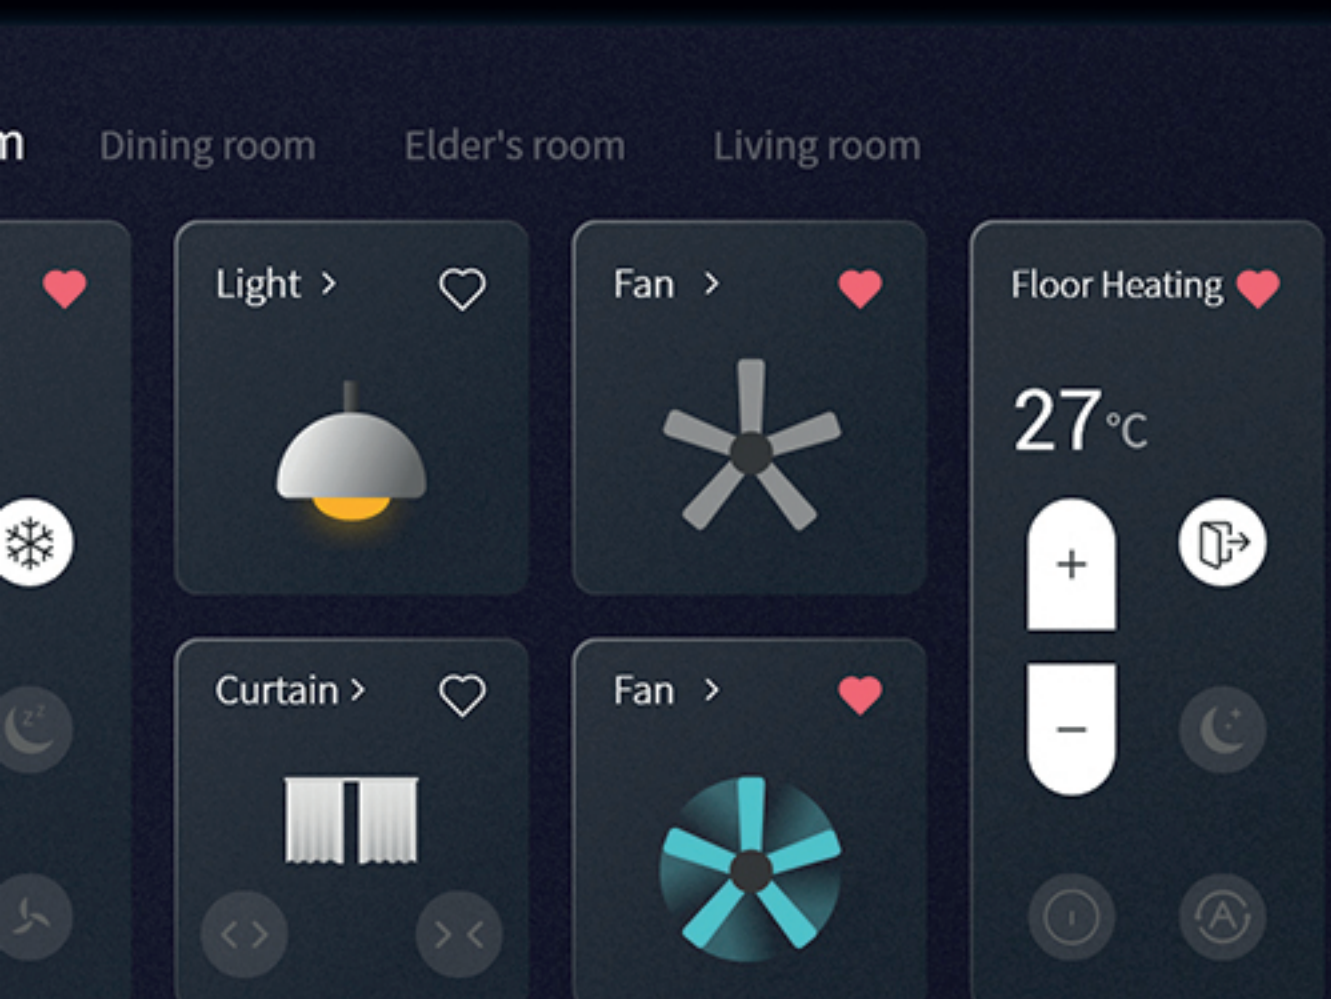 m Dining room Elder's room Living room
Light >
Fan >
Floor Heating
27°C
+
−
Curtain >
Fan >
< >
> <
A